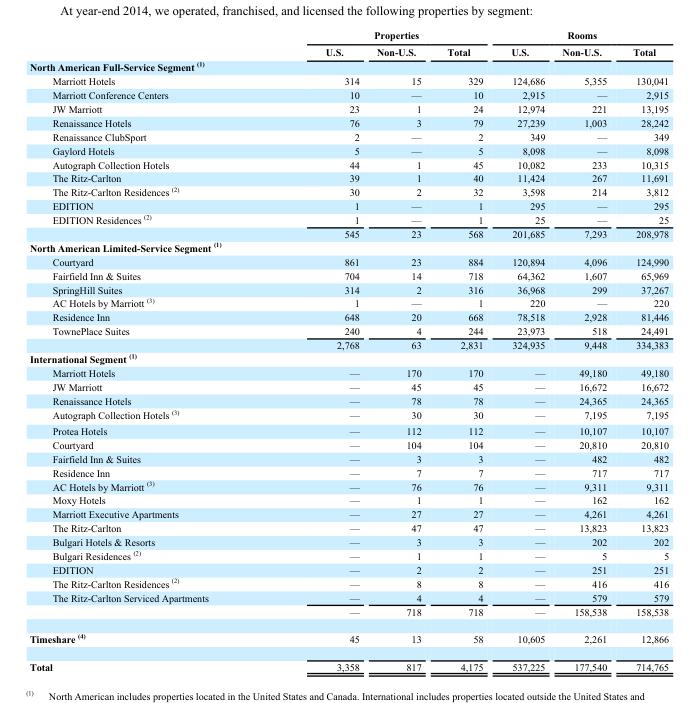 At year-end 2014, we operated, franchised, and licensed the following properties by segment:
Properties Rooms
U.S. Non-U.S. Total U.S. Non-U.S. Total
North American Full-Service Segment (1)
Marriott Hotels 314 15 329 124,686 5,355 130,041
Marriott Conference Centers 10 — 10 2,915 — 2,915
JW Marriott 23 1 24 12,974 221 13,195
Renaissance Hotels 76 3 79 27,239 1,003 28,242
Renaissance ClubSport 2 — 2 349 — 349
Gaylord Hotels 5 — 5 8,098 — 8,098
Autograph Collection Hotels 44 1 45 10,082 233 10,315
The Ritz-Carlton 39 1 40 11,424 267 11,691
The Ritz-Carlton Residences (2) 30 2 32 3,598 214 3,812
EDITION 1 — 1 295 — 295
EDITION Residences (2) 1 — 1 25 — 25
545 23 568 201,685 7,293 208,978
North American Limited-Service Segment (1)
Courtyard 861 23 884 120,894 4,096 124,990
Fairfield Inn & Suites 704 14 718 64,362 1,607 65,969
SpringHill Suites 314 2 316 36,968 299 37,267
AC Hotels by Marriott (3) 1 — 1 220 — 220
Residence Inn 648 20 668 78,518 2,928 81,446
TownePlace Suites 240 4 244 23,973 518 24,491
2,768 63 2,831 324,935 9,448 334,383
International Segment (1)
Marriott Hotels — 170 170 — 49,180 49,180
JW Marriott — 45 45 — 16,672 16,672
Renaissance Hotels — 78 78 — 24,365 24,365
Autograph Collection Hotels (3) — 30 30 — 7,195 7,195
Protea Hotels — 112 112 — 10,107 10,107
Courtyard — 104 104 — 20,810 20,810
Fairfield Inn & Suites — 3 3 — 482 482
Residence Inn — 7 7 — 717 717
AC Hotels by Marriott (3) — 76 76 — 9,311 9,311
Moxy Hotels — 1 1 — 162 162
Marriott Executive Apartments — 27 27 — 4,261 4,261
The Ritz-Carlton — 47 47 — 13,823 13,823
Bulgari Hotels & Resorts — 3 3 — 202 202
Bulgari Residences (2) — 1 1 — 5 5
EDITION — 2 2 — 251 251
The Ritz-Carlton Residences (2) — 8 8 — 416 416
The Ritz-Carlton Serviced Apartments — 4 4 — 579 579
— 718 718 — 158,538 158,538
Timeshare (4) 45 13 58 10,605 2,261 12,866
Total 3,358 817 4,175 537,225 177,540 714,765
(1) North American includes properties located in the United States and Canada. International includes properties located outside the United States and